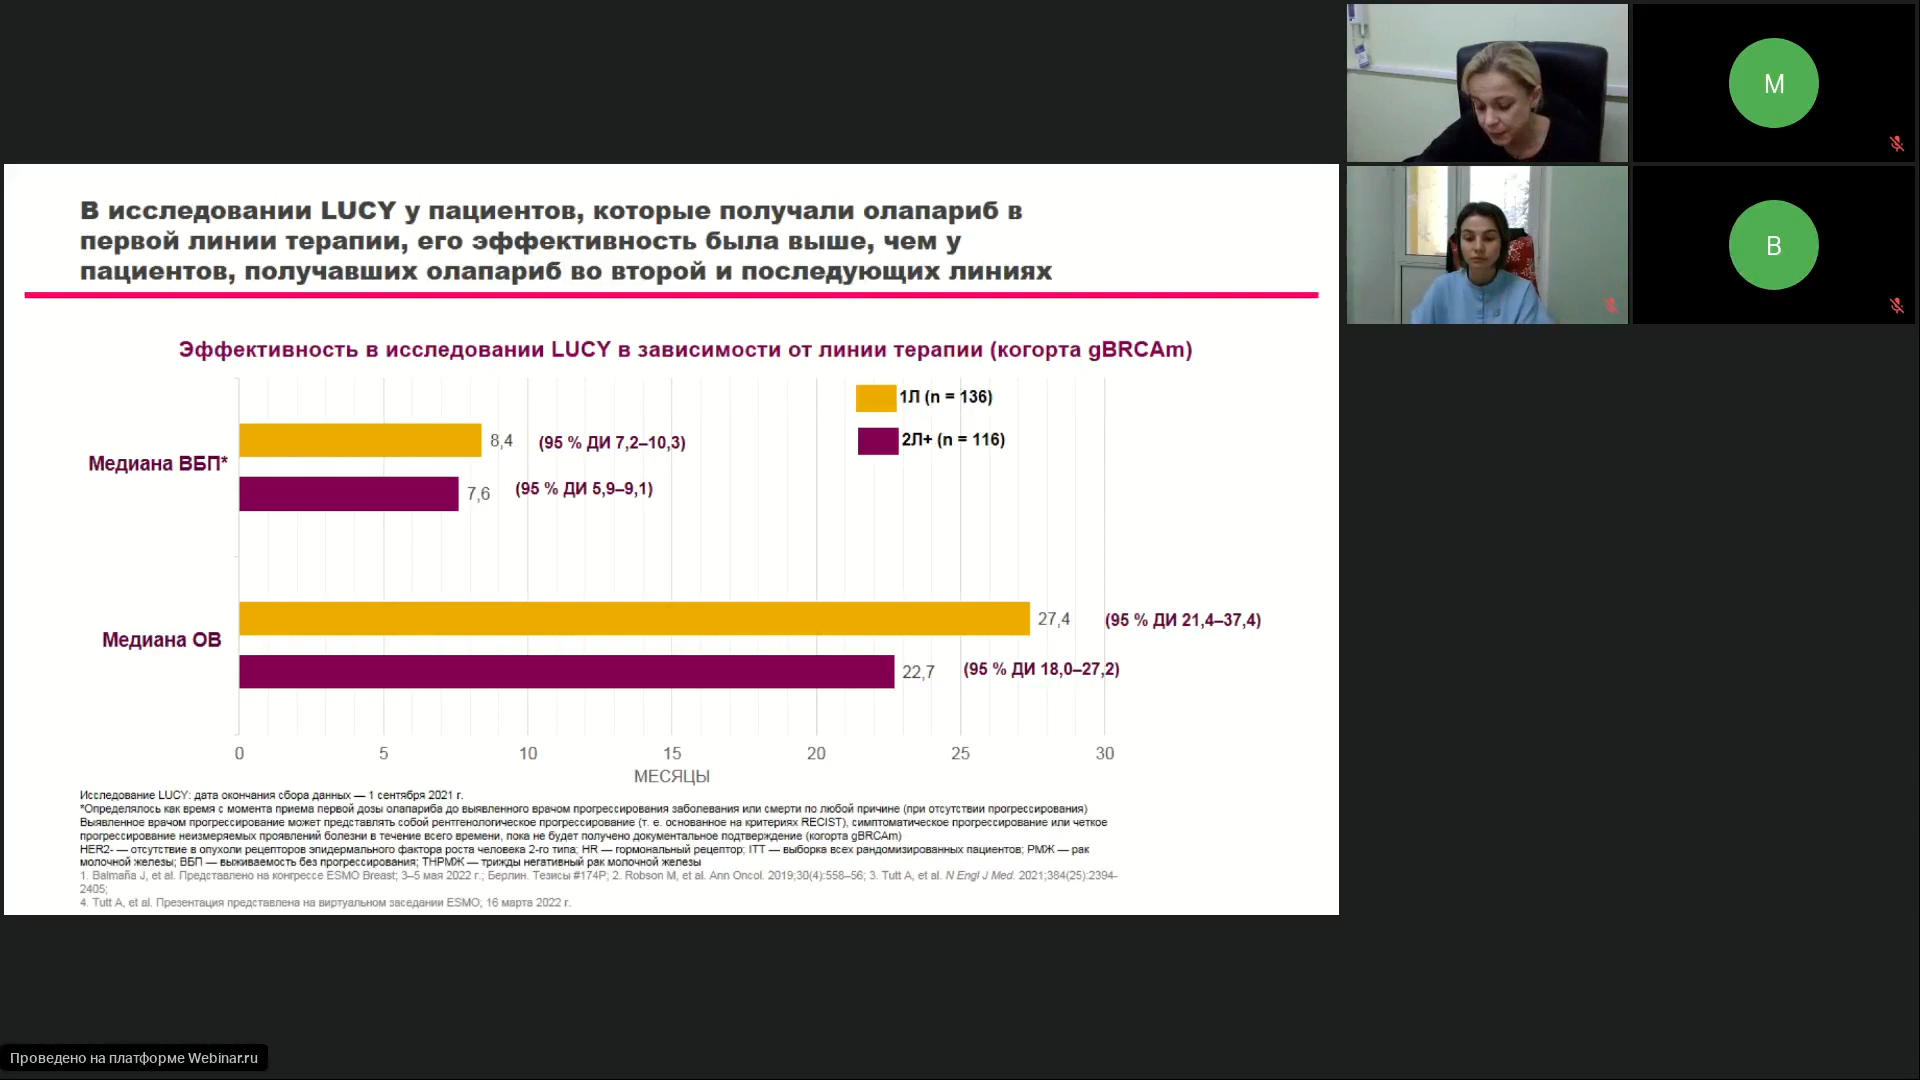 В исследовании LUCY у пациентов, которые получали олапариб в
первой линии терапии, его эффективность была выше, чем у
пациентов, получавших олапариб во второй и последующих линиях
Эффективность в исследовании LUCY в зависимости от линии терапии (когорта gBRCAm)
1Л (n = 136)
2Л+ (n = 116)
Медиана ВБП*
8,4 (95 % ДИ 7,2–10,3)
7,6 (95 % ДИ 5,9–9,1)
Медиана ОВ
27,4 (95 % ДИ 21,4–37,4)
22,7 (95 % ДИ 18,0–27,2)
0 5 10 15 20 25 30
МЕСЯЦЫ
Исследование LUCY: дата окончания сбора данных — 1 сентября 2021 г.
*Определялось как время с момента приема первой дозы олапариба до выявленного врачом прогрессирования заболевания или смерти по любой причине (при отсутствии прогрессирования)
Выявленное врачом прогрессирование может представлять собой рентгенологическое прогрессирование (т. е. основанное на критериях RECIST), симптоматическое прогрессирование или четкое
прогрессирование неизмеряемых проявлений болезни в течение всего времени, пока не будет получено документальное подтверждение (когорта gBRCAm)
HER2- — отсутствие в опухоли рецепторов эпидермального фактора роста человека 2-го типа; HR — гормональный рецептор; ITT — выборка всех рандомизированных пациентов; РМЖ — рак
молочной железы; ВБП — выживаемость без прогрессирования; ТНРМЖ — трижды негативный рак молочной железы
1. Balmaña J, et al. Представлено на конгрессе ESMO Breast; 3–5 мая 2022 г.; Берлин. Тезисы #174P; 2. Robson M, et al. Ann Oncol. 2019;30(4):558–56; 3. Tutt A, et al. N Engl J Med. 2021;384(25):2394-
2405;
4. Tutt A, et al. Презентация представлена на виртуальном заседании ESMO; 16 марта 2022 г.
M
B
Проведено на платформе Webinar.ru